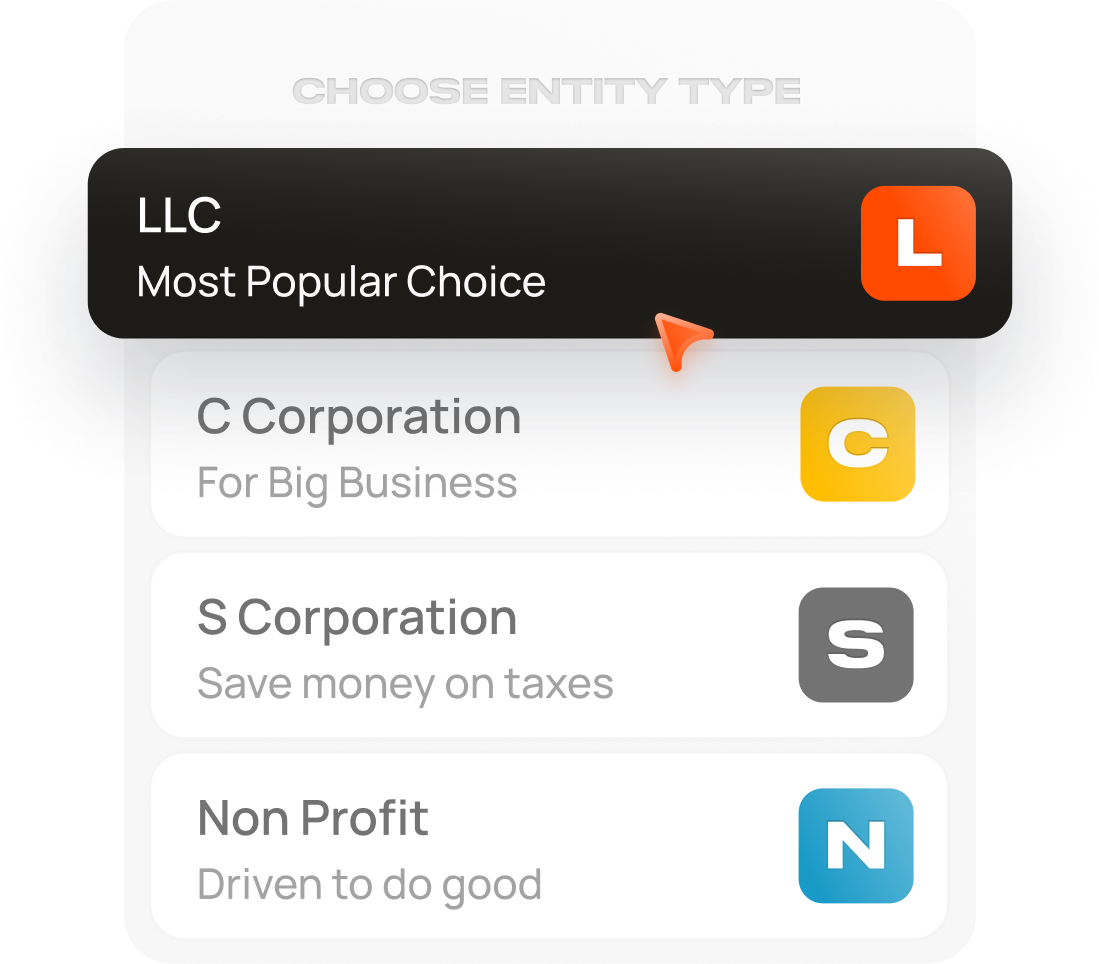 CHOOSE ENTITY TYPE
LLC
Most Popular Choice
L
C Corporation
For Big Business
C
S Corporation
Save money on taxes
S
Non Profit
Driven to do good
N